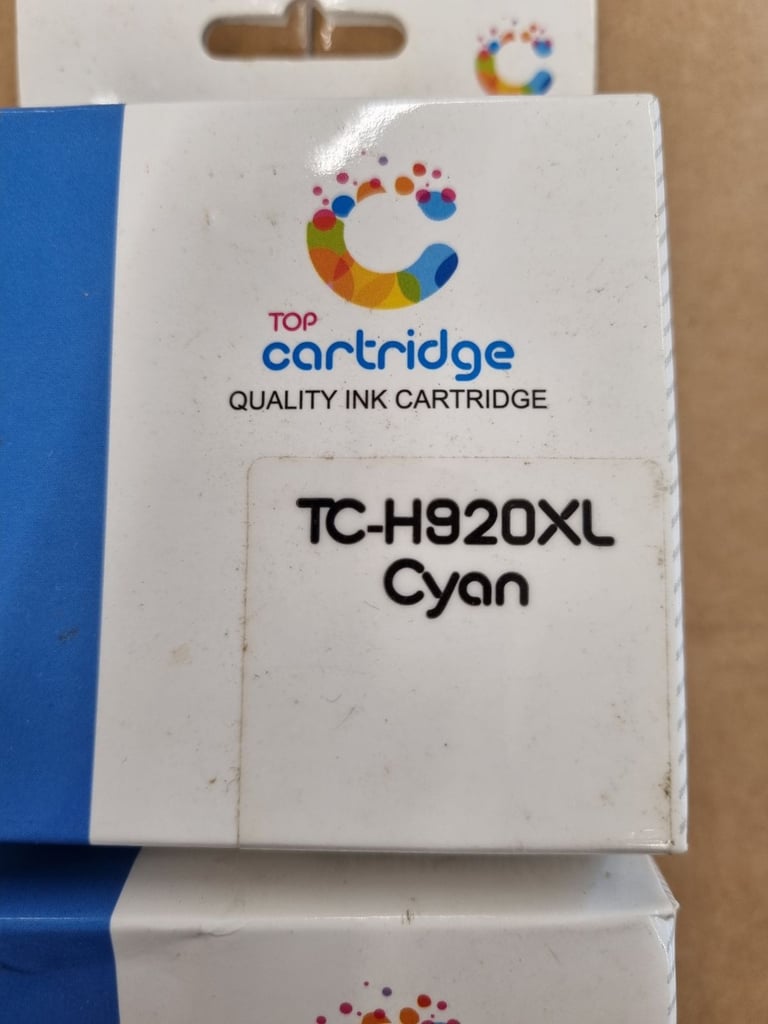 TOP
cartridge
QUALITY INK CARTRIDGE
TC-H920XL
Cyan